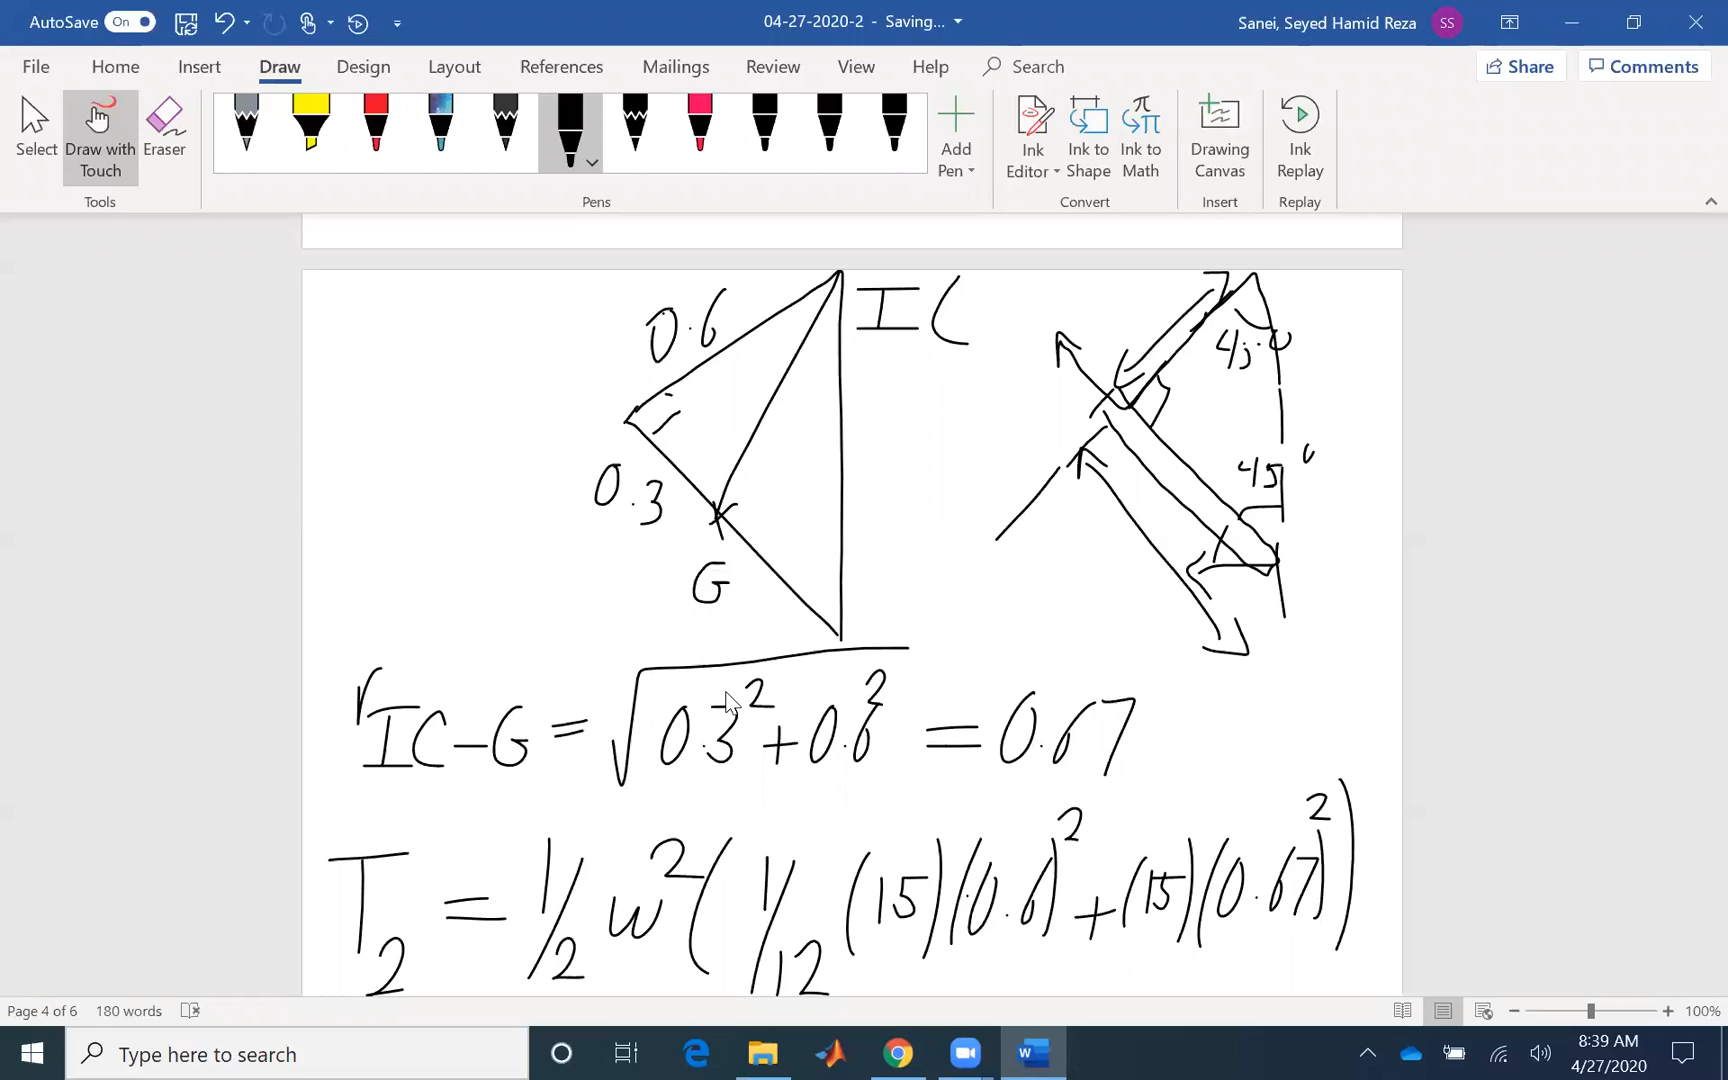 AutoSave On 04-27-2020-2 - Saving... Sanei, Seyed Hamid Reza SS
File Home Insert Draw Design Layout References Mailings Review View Help Search Share Comments
Select Draw with Touch Eraser Add Pen Ink Editor Ink to Shape Ink to Math Drawing Canvas Ink Replay
Tools Pens Convert Insert Replay
IC
0.6
45°
0.3
45°
G
rIC-G = √0.3²+0.6² = 0.67
T2 = 1/2 w²(1/12 (15)(0.6)² + (15)(0.67)²)
Page 4 of 6 180 words 100%
Type here to search
8:39 AM
4/27/2020